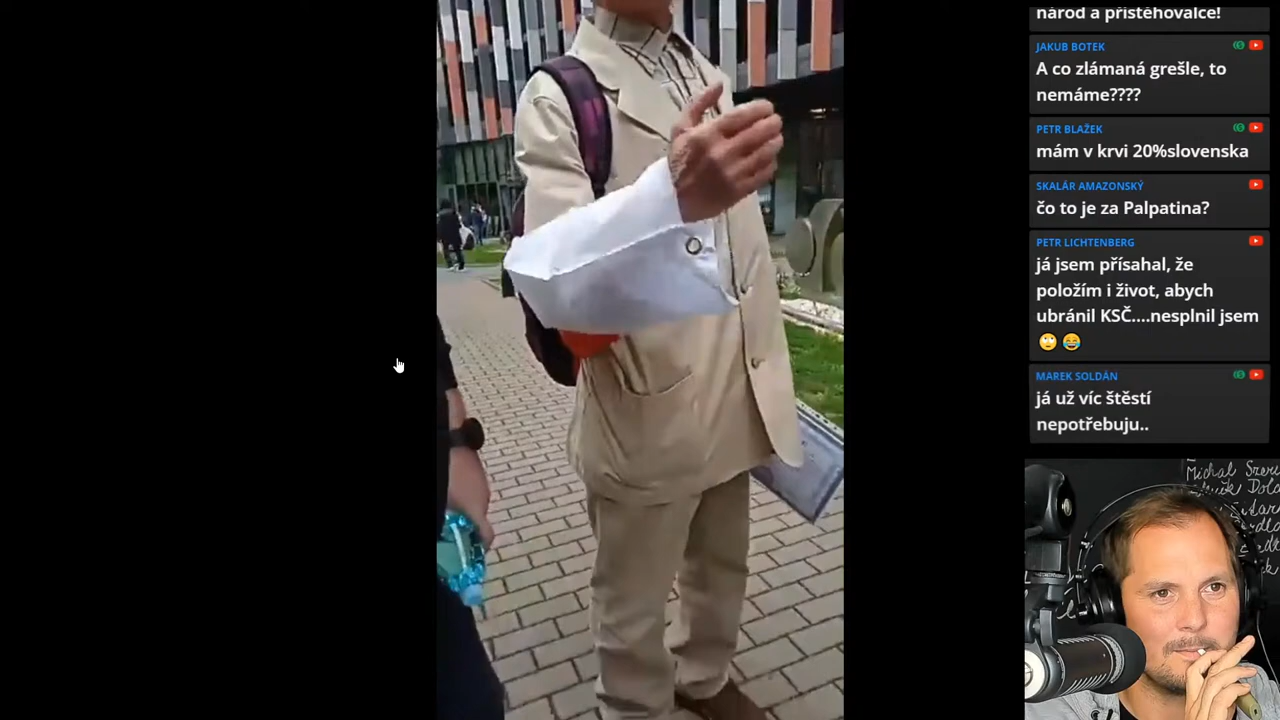 národ a přistěhovalce!
JAKUB BOTEK
A co zlámaná grešle, to
nemáme????
PETR BLAŽEK
mám v krvi 20%slovenska
SKALÁR AMAZONSKÝ
čo to je za Palpatina?
PETR LICHTENBERG
já jsem přísahal, že
položím i život, abych
ubránil KSČ....nesplnil jsem
🙄 😂
MAREK SOLDÁN
já už víc štěstí
nepotřebuju..
Michal